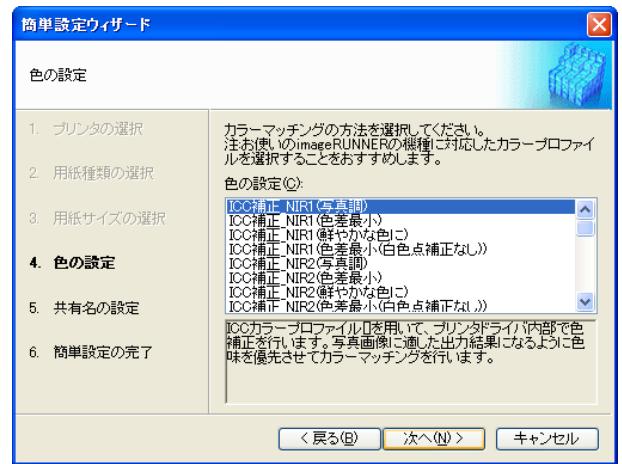 簡単設定ウィザード
色の設定
1. プリンタの選択
2. 用紙種類の選択
3. 用紙サイズの選択
4. 色の設定
5. 共有名の設定
6. 簡単設定の完了
カラーマッチングの方法を選択してください。
注:お使いのimageRUNNERの機種に対応したカラープロファイ
ルを選択することをおすすめします。
色の設定(C):
ICC補正_NIR1(写真調)
ICC補正_NIR1(色差最小)
ICC補正_NIR1(鮮やかな色に)
ICC補正_NIR1(色差最小(白色点補正なし))
ICC補正_NIR2(写真調)
ICC補正_NIR2(色差最小)
ICC補正_NIR2(鮮やかな色に)
ICC補正_NIR2(色差最小(白色点補正なし))
ICCカラープロファイル[]を用いて、プリンタドライバ内部で色
補正を行います。写真画像に適した出力結果になるように色
味を優先させてカラーマッチングを行います。
< 戻る(B)
次へ(N) >
キャンセル